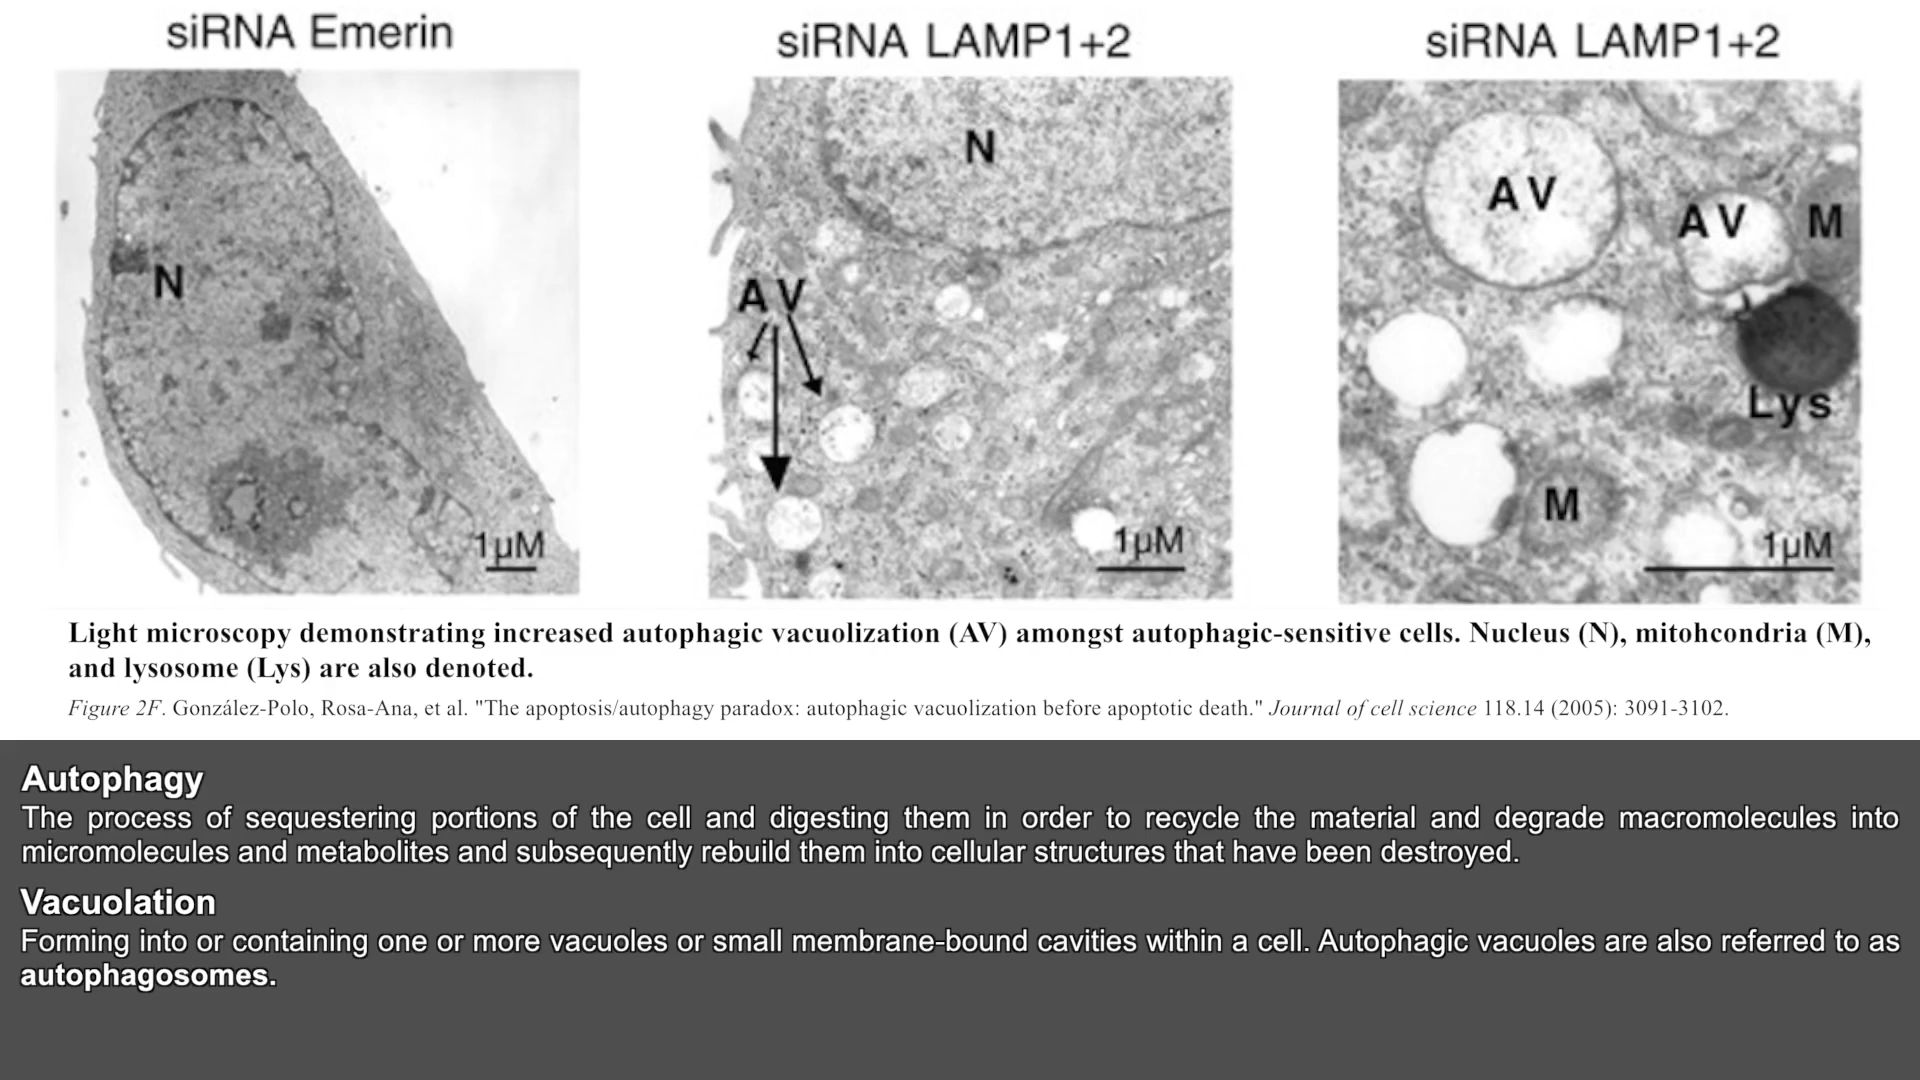 siRNA Emerin
siRNA LAMP1+2
siRNA LAMP1+2
N
1µM
N
AV
1µM
AV
AV
M
Lys
M
1µM
Light microscopy demonstrating increased autophagic vacuolization (AV) amongst autophagic-sensitive cells. Nucleus (N), mitohcondria (M),
and lysosome (Lys) are also denoted.
Figure 2F. González-Polo, Rosa-Ana, et al. "The apoptosis/autophagy paradox: autophagic vacuolization before apoptotic death." Journal of cell science 118.14 (2005): 3091-3102.
Autophagy
The process of sequestering portions of the cell and digesting them in order to recycle the material and degrade macromolecules into
micromolecules and metabolites and subsequently rebuild them into cellular structures that have been destroyed.
Vacuolation
Forming into or containing one or more vacuoles or small membrane-bound cavities within a cell. Autophagic vacuoles are also referred to as
autophagosomes.